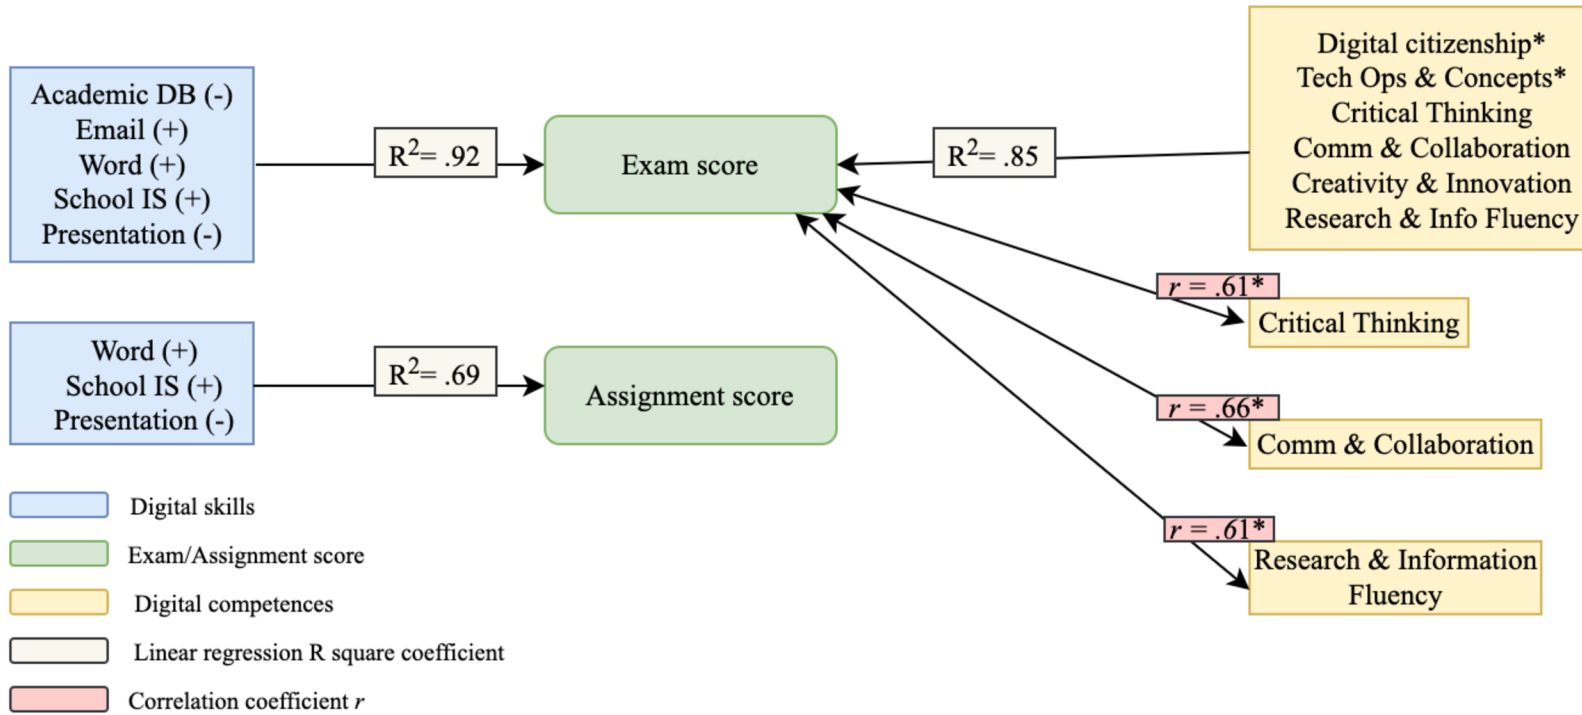 Academic DB (-)
Email (+)
Word (+)
School IS (+)
Presentation (-)
R²= .92
Exam score
R²= .85
Digital citizenship*
Tech Ops & Concepts*
Critical Thinking
Comm & Collaboration
Creativity & Innovation
Research & Info Fluency
r = .61*
Critical Thinking
Word (+)
School IS (+)
Presentation (-)
R²= .69
Assignment score
r = .66*
Comm & Collaboration
r = .61*
Research & Information
Fluency
Digital skills
Exam/Assignment score
Digital competences
Linear regression R square coefficient
Correlation coefficient r